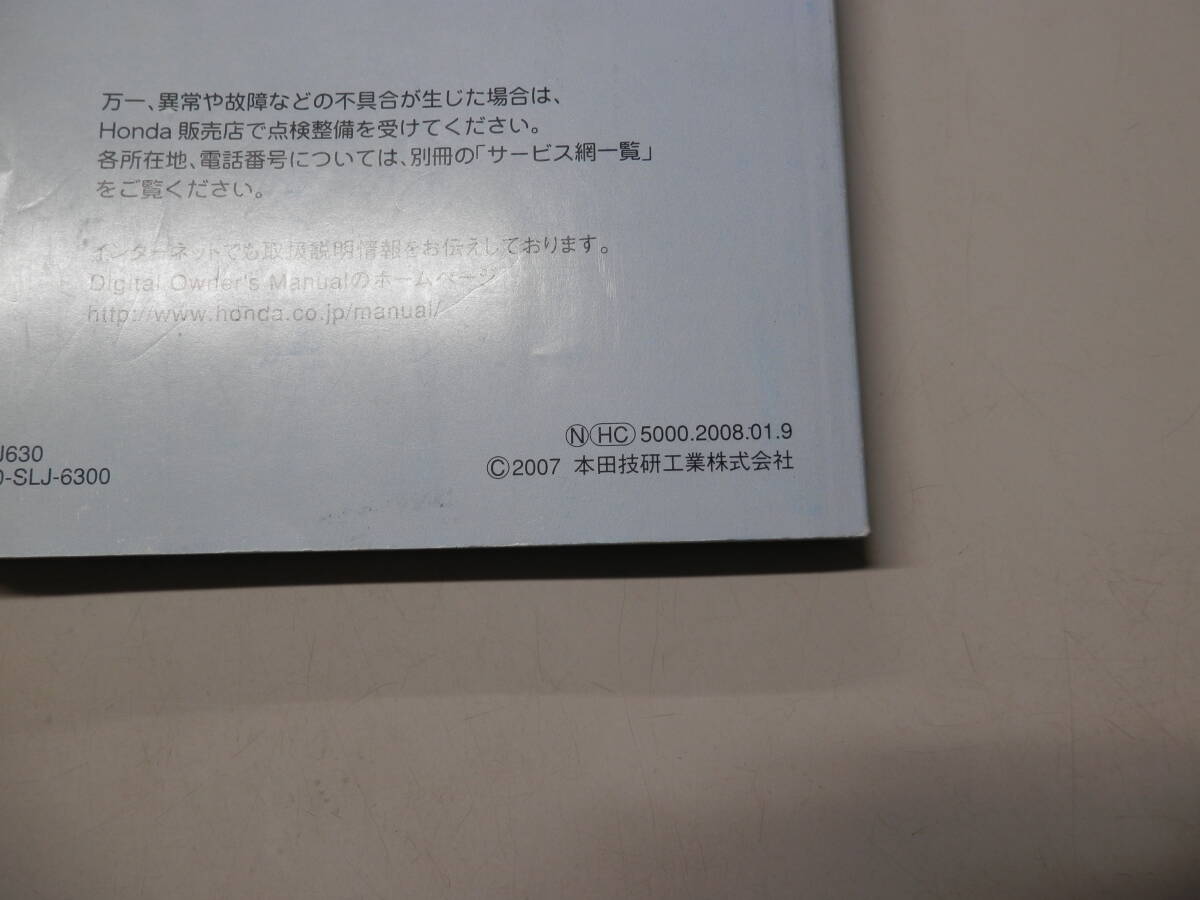 万一、異常や故障などの不具合が生じた場合は、
Honda 販売店で点検整備を受けてください。
各所在地、電話番号については、別冊の「サービス網一覧」
をご覧ください。
インターネットでも取扱説明情報をお伝えしております。
Digital Owner's Manualのホームページ
http://www.honda.co.jp/manual/
J630
0-SLJ-6300
Ⓝ HC 5000.2008.01.9
©2007 本田技研工業株式会社